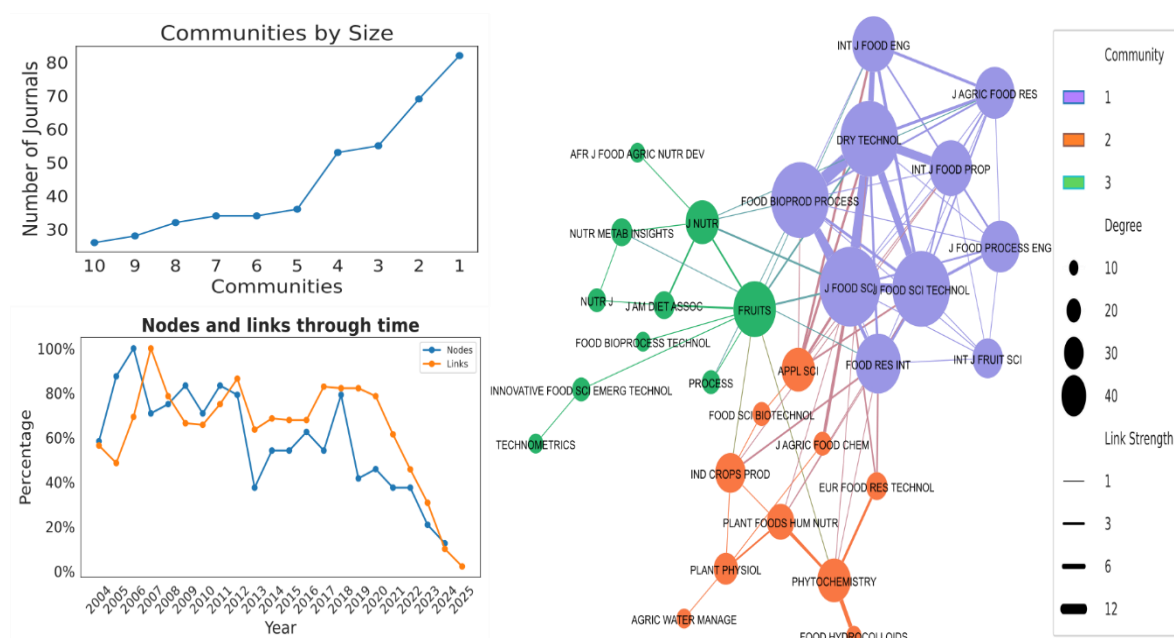 Communities by Size
Number of Journals
80
70
60
50
40
30
10 9 8 7 6 5 4 3 2 1
Communities
Nodes and links through time
Nodes
Links
Percentage
100%
80%
60%
40%
20%
0%
2004 2005 2006 2007 2008 2009 2010 2011 2012 2013 2014 2015 2016 2017 2018 2019 2020 2021 2022 2023 2024 2025
Year
INT J FOOD ENG
J AGRIC FOOD RES
DRY TECHNOL
AFR J FOOD AGRIC NUTR DEV
INT J FOOD PROP
FOOD BIOPROD PROCESS
J NUTR
NUTR METAB INSIGHTS
J FOOD PROCESS ENG
J FOOD SCI
J FOOD SCI TECHNOL
NUTR J
J AM DIET ASSOC
FRUITS
FOOD BIOPROCESS TECHNOL
INT J FRUIT SCI
FOOD RES INT
APPL SCI
PROCESS
INNOVATIVE FOOD SCI EMERG TECHNOL
FOOD SCI BIOTECHNOL
TECHNOMETRICS
J AGRIC FOOD CHEM
IND CROPS PROD
EUR FOOD RES TECHNOL
PLANT FOODS HUM NUTR
PLANT PHYSIOL
PHYTOCHEMISTRY
AGRIC WATER MANAGE
FOOD HYDROCOLLOIDS
Community
1
2
3
Degree
10
20
30
40
Link Strength
1
3
6
12